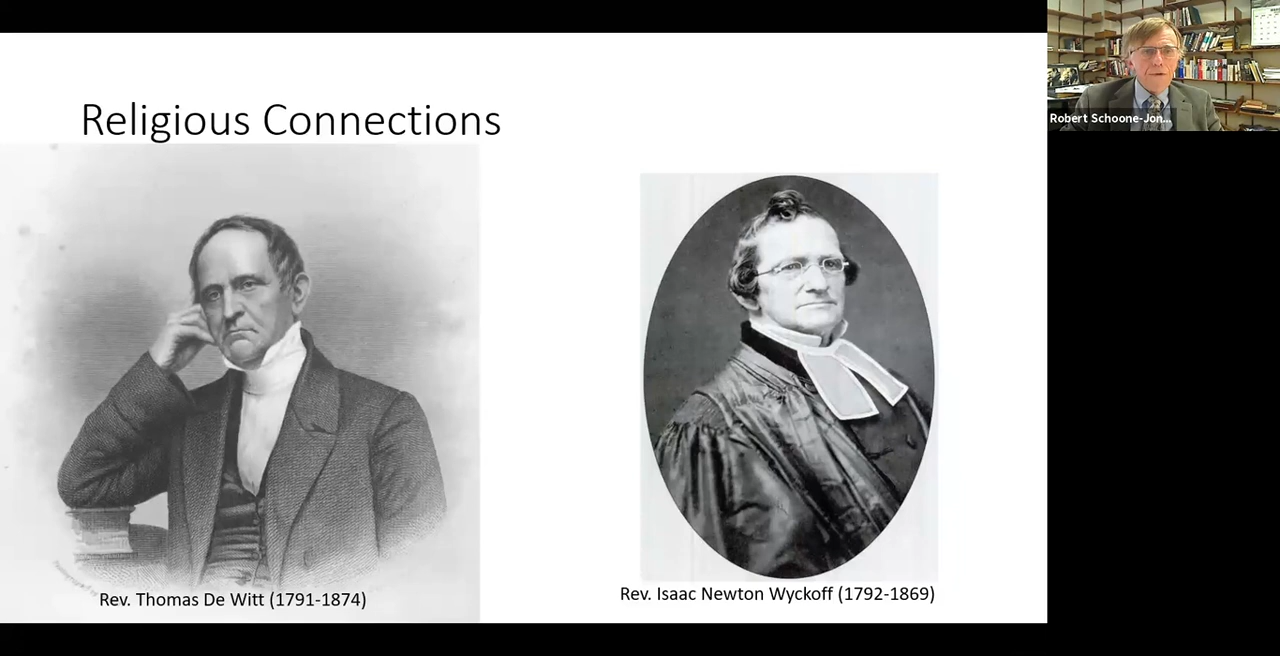 Religious Connections
Rev. Thomas De Witt (1791-1874)
Rev. Isaac Newton Wyckoff (1792-1869)
Robert Schoone-Jon...